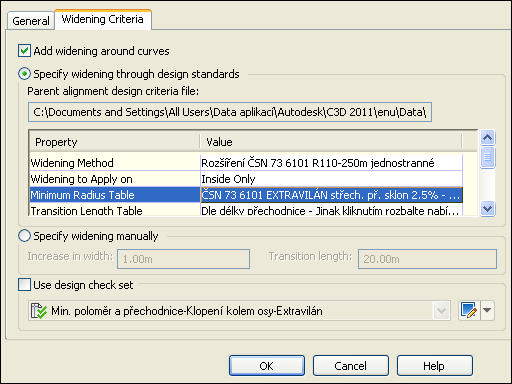 General
Widening Criteria
Add widening around curves
Specify widening through design standards
Parent alignment design criteria file:
C:\Documents and Settings\All Users\Data aplikací\Autodesk\C3D 2011\enu\Data\
Property Value
Widening Method Rozšíření ČSN 73 6101 R110-250m jednostranné
Widening to Apply on Inside Only
Minimum Radius Table ČSN 73 6101 EXTRAVILÁN střech. př. sklon 2.5% - ...
Transition Length Table Dle délky přechodnice - Jinak kliknutím rozbalte nabí...
Specify widening manually
Increase in width: 1.00m Transition length: 20.00m
Use design check set
Min. poloměr a přechodnice-Klopení kolem osy-Extravilán
OK Cancel Help